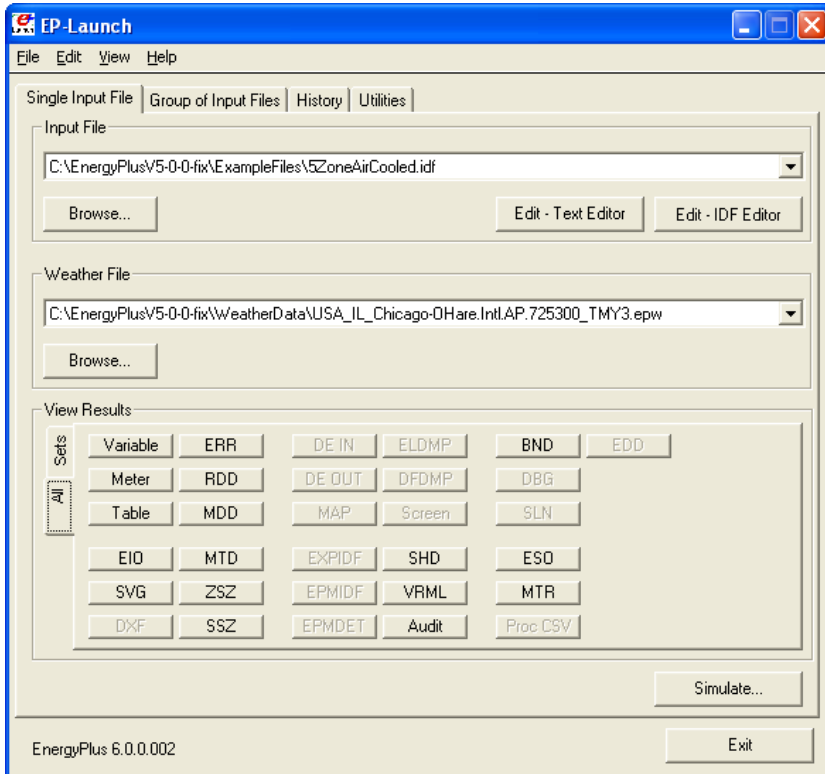 EP-Launch
File Edit View Help
Single Input File Group of Input Files History Utilities
Input File
C:\EnergyPlusV5-0-0-fix\ExampleFiles\5ZoneAirCooled.idf
Browse... Edit - Text Editor Edit - IDF Editor
Weather File
C:\EnergyPlusV5-0-0-fix\WeatherData\USA_IL_Chicago-OHare.Intl.AP.725300_TMY3.epw
Browse...
View Results
Sets
All
Variable ERR DE IN ELDMP BND EDD
Meter RDD DE OUT DFDMP DBG
Table MDD MAP Screen SLN
EIO MTD EXPIDF SHD ESO
SVG ZSZ EPMIDF VRML MTR
DXF SSZ EPMDET Audit Proc CSV
Simulate...
EnergyPlus 6.0.0.002 Exit